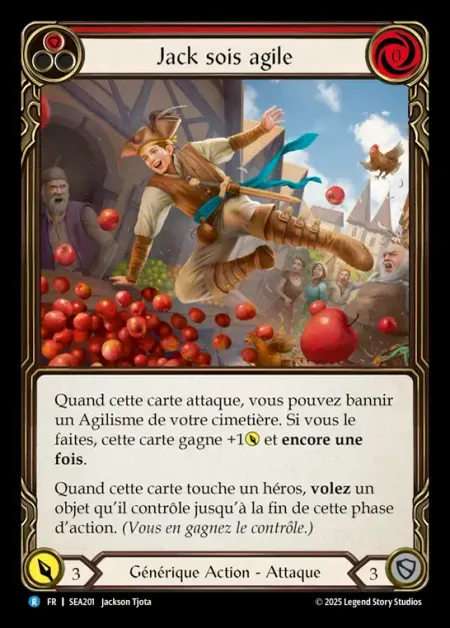 Jack sois agile
0
Quand cette carte attaque, vous pouvez bannir
un Agilisme de votre cimetière. Si vous le
faites, cette carte gagne +1 et encore une
fois.
Quand cette carte touche un héros, volez un
objet qu'il contrôle jusqu'à la fin de cette phase
d'action. (Vous en gagnez le contrôle.)
3 Générique Action - Attaque 3
R FR | SEA201 Jackson Tjota © 2025 Legend Story Studios